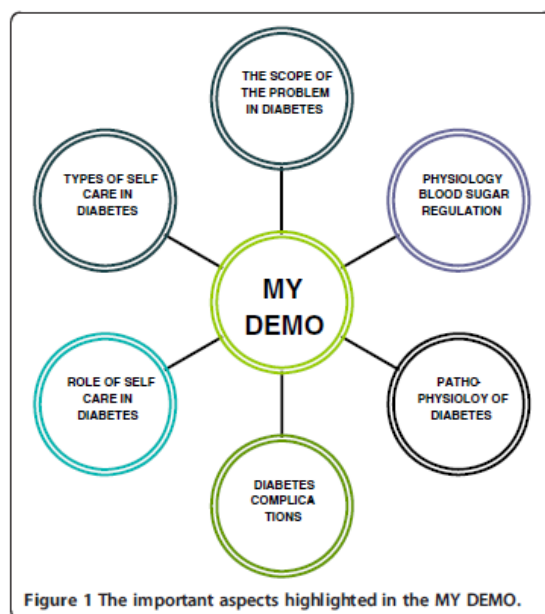 THE SCOPE OF
THE PROBLEM
IN DIABETES
TYPES OF SELF
CARE IN
DIABETES
PHYSIOLOGY
BLOOD SUGAR
REGULATION
MY
DEMO
ROLE OF SELF
CARE IN
DIABETES
PATHO-
PHYSIOLOY OF
DIABETES
DIABETES
COMPLICA
TIONS
Figure 1 The important aspects highlighted in the MY DEMO.